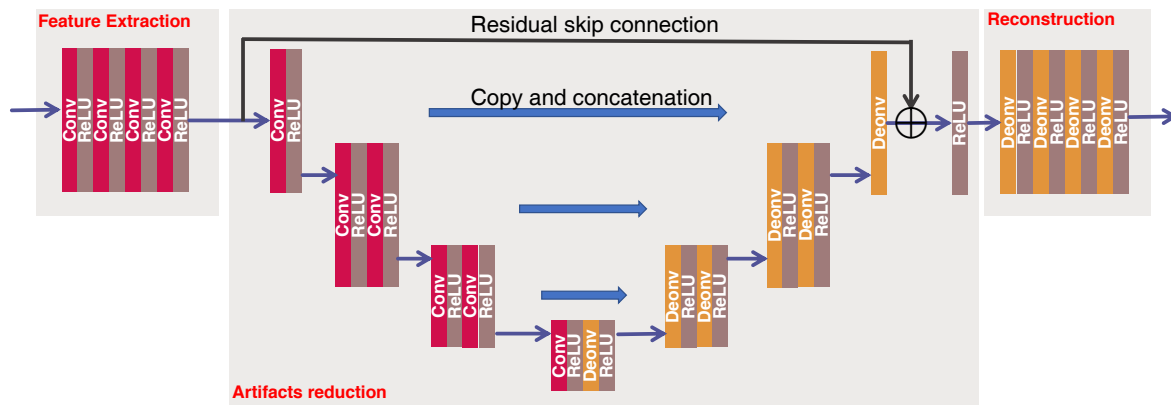 Feature Extraction
Residual skip connection
Reconstruction
Conv
ReLU
Conv
ReLU
Conv
ReLU
Conv
ReLU
Conv
ReLU
Copy and concatenation
Deonv
ReLU
Deonv
ReLU
Deonv
ReLU
Deonv
ReLU
Deonv
ReLU
Conv
ReLU
Conv
ReLU
Deonv
ReLU
Deonv
ReLU
Conv
ReLU
Conv
ReLU
Deonv
ReLU
Deonv
ReLU
Conv
ReLU
Deonv
ReLU
Artifacts reduction